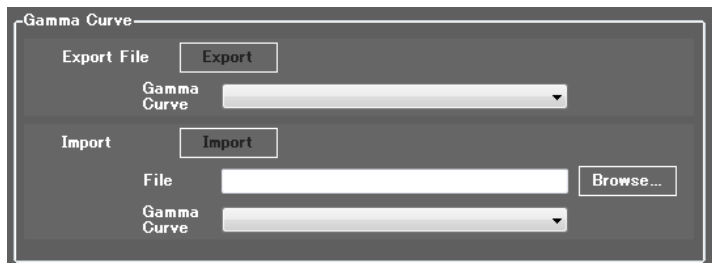 Gamma Curve
Export File Export
Gamma
Curve
Import Import
File Browse...
Gamma
Curve